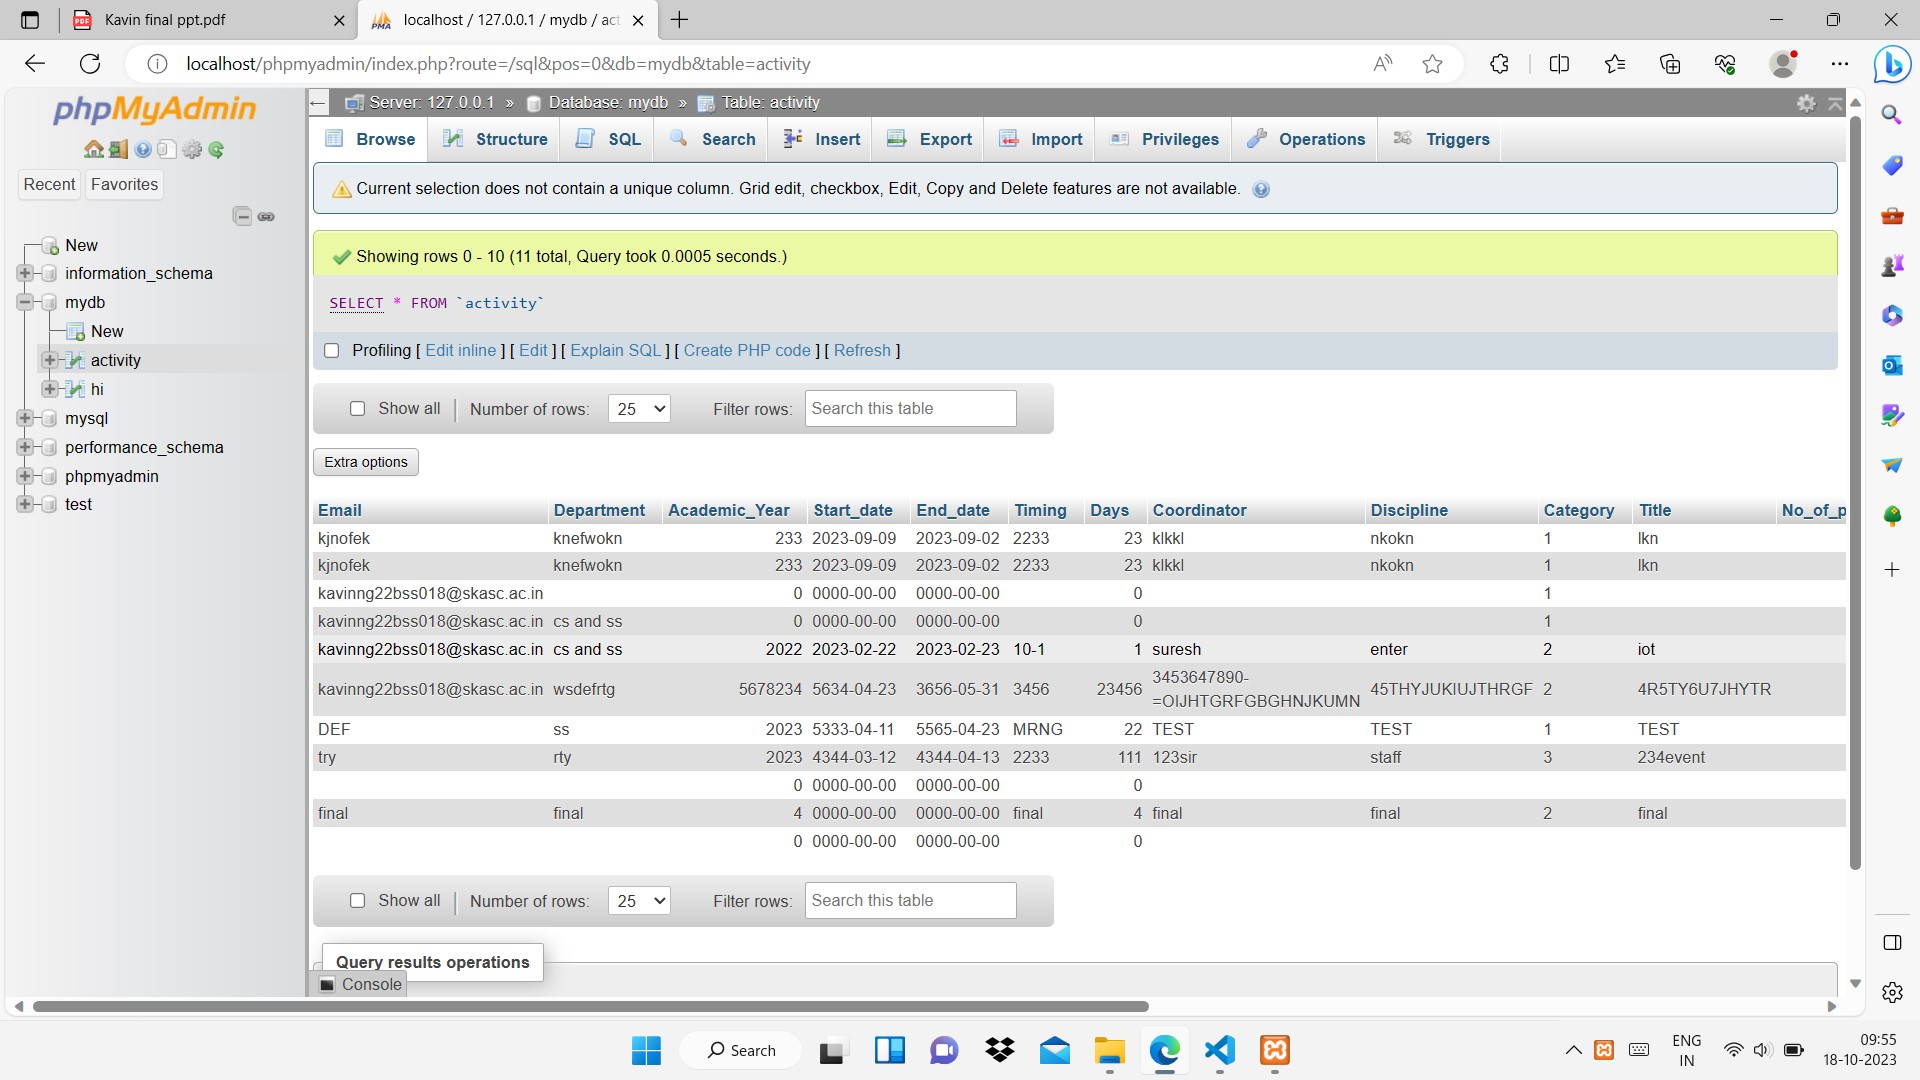 Kavin final ppt.pdf
localhost / 127.0.0.1 / mydb / act
localhost/phpmyadmin/index.php?route=/sql&pos=0&db=mydb&table=activity
phpMyAdmin
Recent Favorites
New
information_schema
mydb
New
activity
hi
mysql
performance_schema
phpmyadmin
test
Server: 127.0.0.1 » Database: mydb » Table: activity
Browse Structure SQL Search Insert Export Import Privileges Operations Triggers
Current selection does not contain a unique column. Grid edit, checkbox, Edit, Copy and Delete features are not available.
Showing rows 0 - 10 (11 total, Query took 0.0005 seconds.)
SELECT * FROM `activity`
Profiling [ Edit inline ] [ Edit ] [ Explain SQL ] [ Create PHP code ] [ Refresh ]
Show all Number of rows: 25 Filter rows: Search this table
Extra options
Email Department Academic_Year Start_date End_date Timing Days Coordinator Discipline Category Title No_of_p
kjnofek knefwokn 233 2023-09-09 2023-09-02 2233 23 klkkl nkokn 1 lkn
kjnofek knefwokn 233 2023-09-09 2023-09-02 2233 23 klkkl nkokn 1 lkn
kavinng22bss018@skasc.ac.in 0 0000-00-00 0000-00-00 0 1
kavinng22bss018@skasc.ac.in cs and ss 0 0000-00-00 0000-00-00 0 1
kavinng22bss018@skasc.ac.in cs and ss 2022 2023-02-22 2023-02-23 10-1 1 suresh enter 2 iot
kavinng22bss018@skasc.ac.in wsdefrtg 5678234 5634-04-23 3656-05-31 3456 23456 3453647890-
=OIJHTGRFGBGHNJKUMN 45THYJUKIUJTHRGF 2 4R5TY6U7JHYTR
DEF ss 2023 5333-04-11 5565-04-23 MRNG 22 TEST TEST 1 TEST
try rty 2023 4344-03-12 4344-04-13 2233 111 123sir staff 3 234event
0 0000-00-00 0000-00-00 0
final final 4 0000-00-00 0000-00-00 final 4 final final 2 final
0 0000-00-00 0000-00-00 0
Show all Number of rows: 25 Filter rows: Search this table
Query results operations
Console
Search
ENG
IN
09:55
18-10-2023